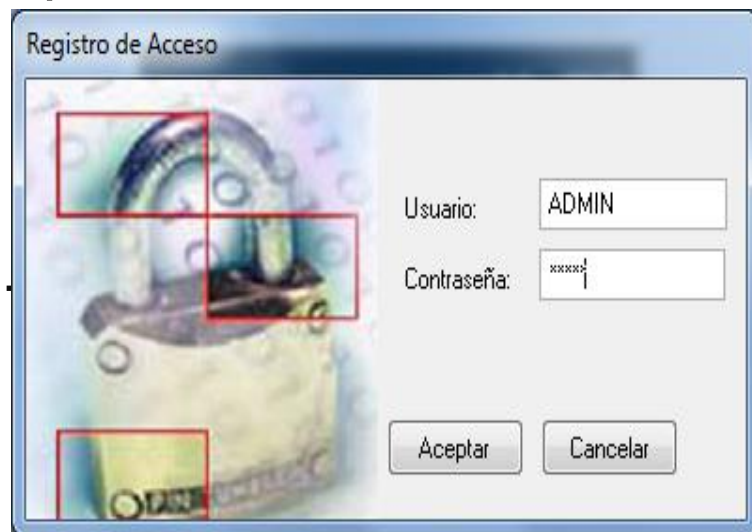 Registro de Acceso
Usuario: ADMIN
Contraseña: *****
Aceptar Cancelar